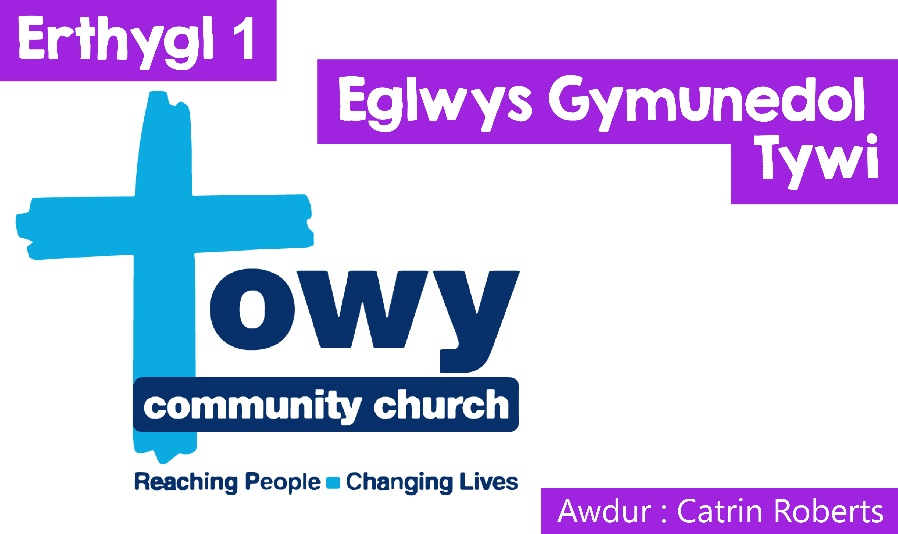 Erthygl 1
Eglwys Gymunedol
Tywi
towy
community church
Reaching People Changing Lives
Awdur : Catrin Roberts